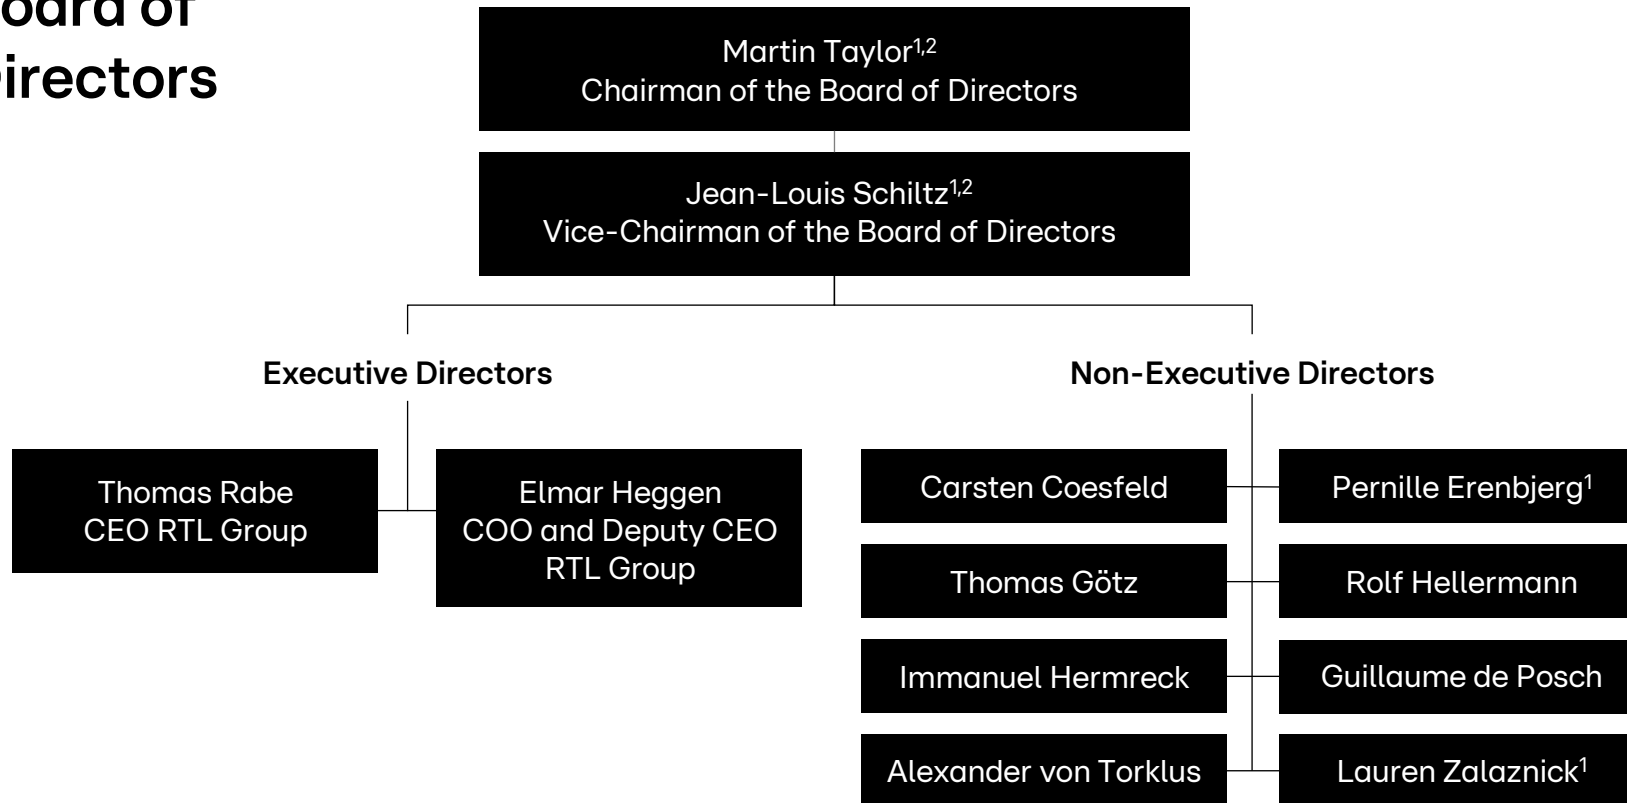 oard of
irectors
Martin Taylor1,2
Chairman of the Board of Directors
Jean-Louis Schiltz1,2
Vice-Chairman of the Board of Directors
Executive Directors
Thomas Rabe
CEO RTL Group
Elmar Heggen
COO and Deputy CEO
RTL Group
Non-Executive Directors
Carsten Coesfeld
Pernille Erenbjerg1
Thomas Götz
Rolf Hellermann
Immanuel Hermreck
Guillaume de Posch
Alexander von Torklus
Lauren Zalaznick1